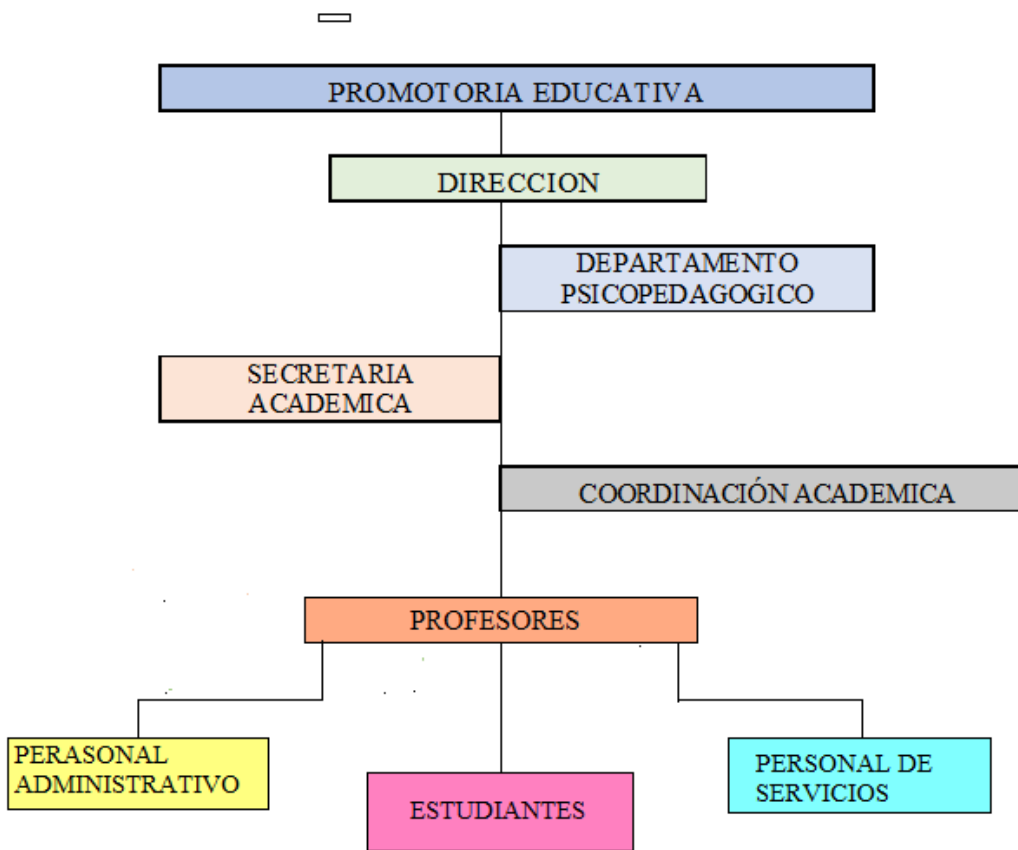 PROMOTORIA EDUCATIVA
DIRECCION
DEPARTAMENTO
PSICOPEDAGOGICO
SECRETARIA
ACADEMICA
COORDINACIÓN ACADEMICA
PROFESORES
PERASONAL
ADMINISTRATIVO
ESTUDIANTES
PERSONAL DE
SERVICIOS